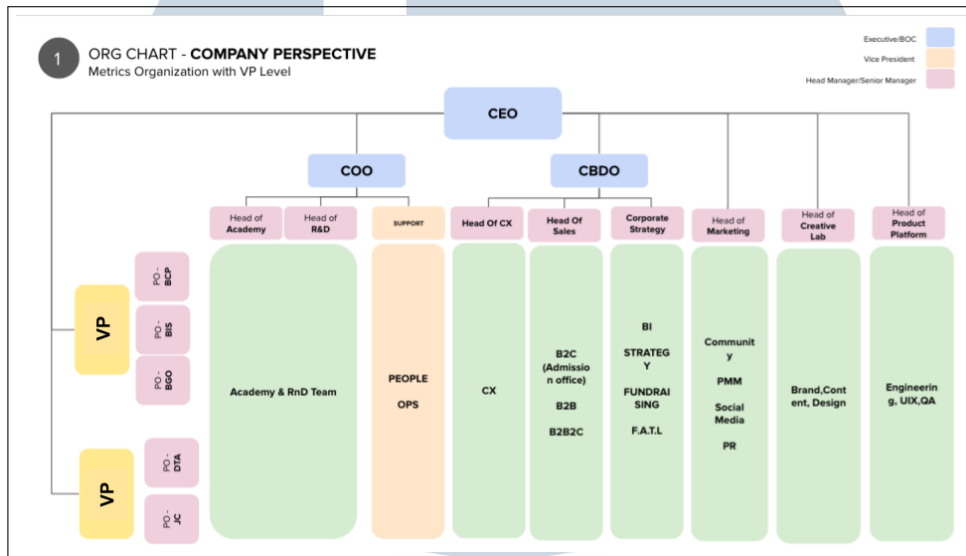 1
ORG CHART - COMPANY PERSPECTIVE
Metrics Organization with VP Level
Executive/BOC
Vice President
Head Manager/Senior Manager
CEO
COO
CBDO
Head of
Academy
Head of
R&D
SUPPORT
Head Of CX
Head Of
Sales
Corporate
Strategy
Head of
Marketing
Head of
Creative
Lab
Head of
Product
Platform
VP
PO -
BCP
PO -
BIS
PO -
BGO
VP
PO -
DTA
PO -
JC
Academy & RnD Team
PEOPLE
OPS
CX
B2C
(Admissio
n office)
B2B
B2B2C
BI
STRATEG
Y
FUNDRAI
SING
F.A.T.L
Communit
y
PMM
Social
Media
PR
Brand,Cont
ent, Design
Engineerin
g, UIX,QA